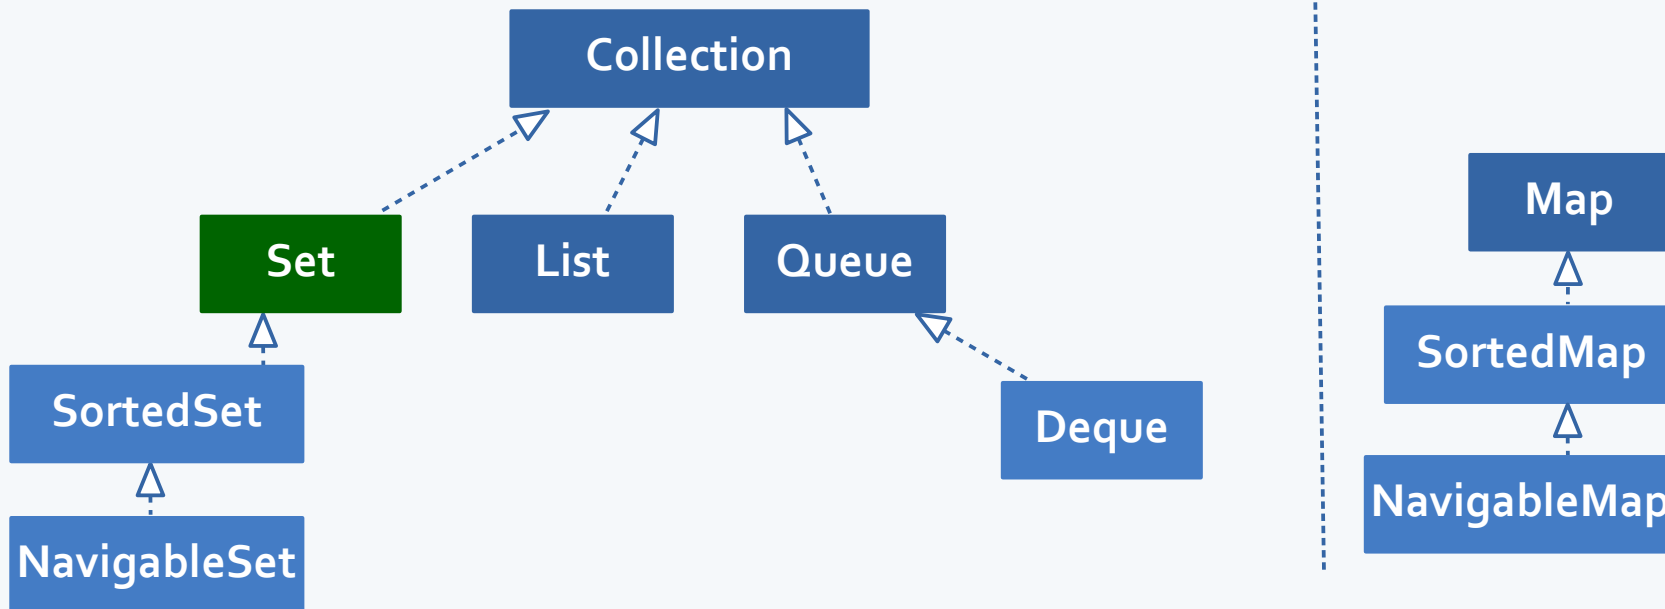 Collection
Set
List
Queue
SortedSet
Deque
NavigableSet
Map
SortedMap
NavigableMap